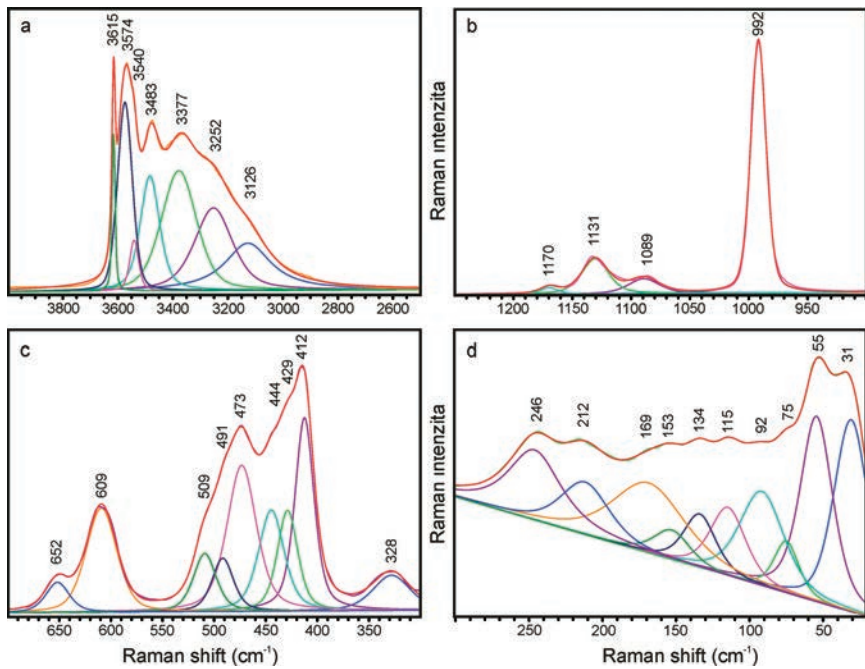 a
3615
3574
3540
3483
3377
3252
3126
3800 3600 3400 3200 3000 2800 2600
b
992
1170
1131
1089
Raman intenzita
1200 1150 1100 1050 1000 950
c
652
609
509
491
473
444
429
412
328
650 600 550 500 450 400 350
Raman shift (cm-1)
d
246
212
169
153
134
115
92
75
55
31
Raman intenzita
250 200 150 100 50
Raman shift (cm-1)